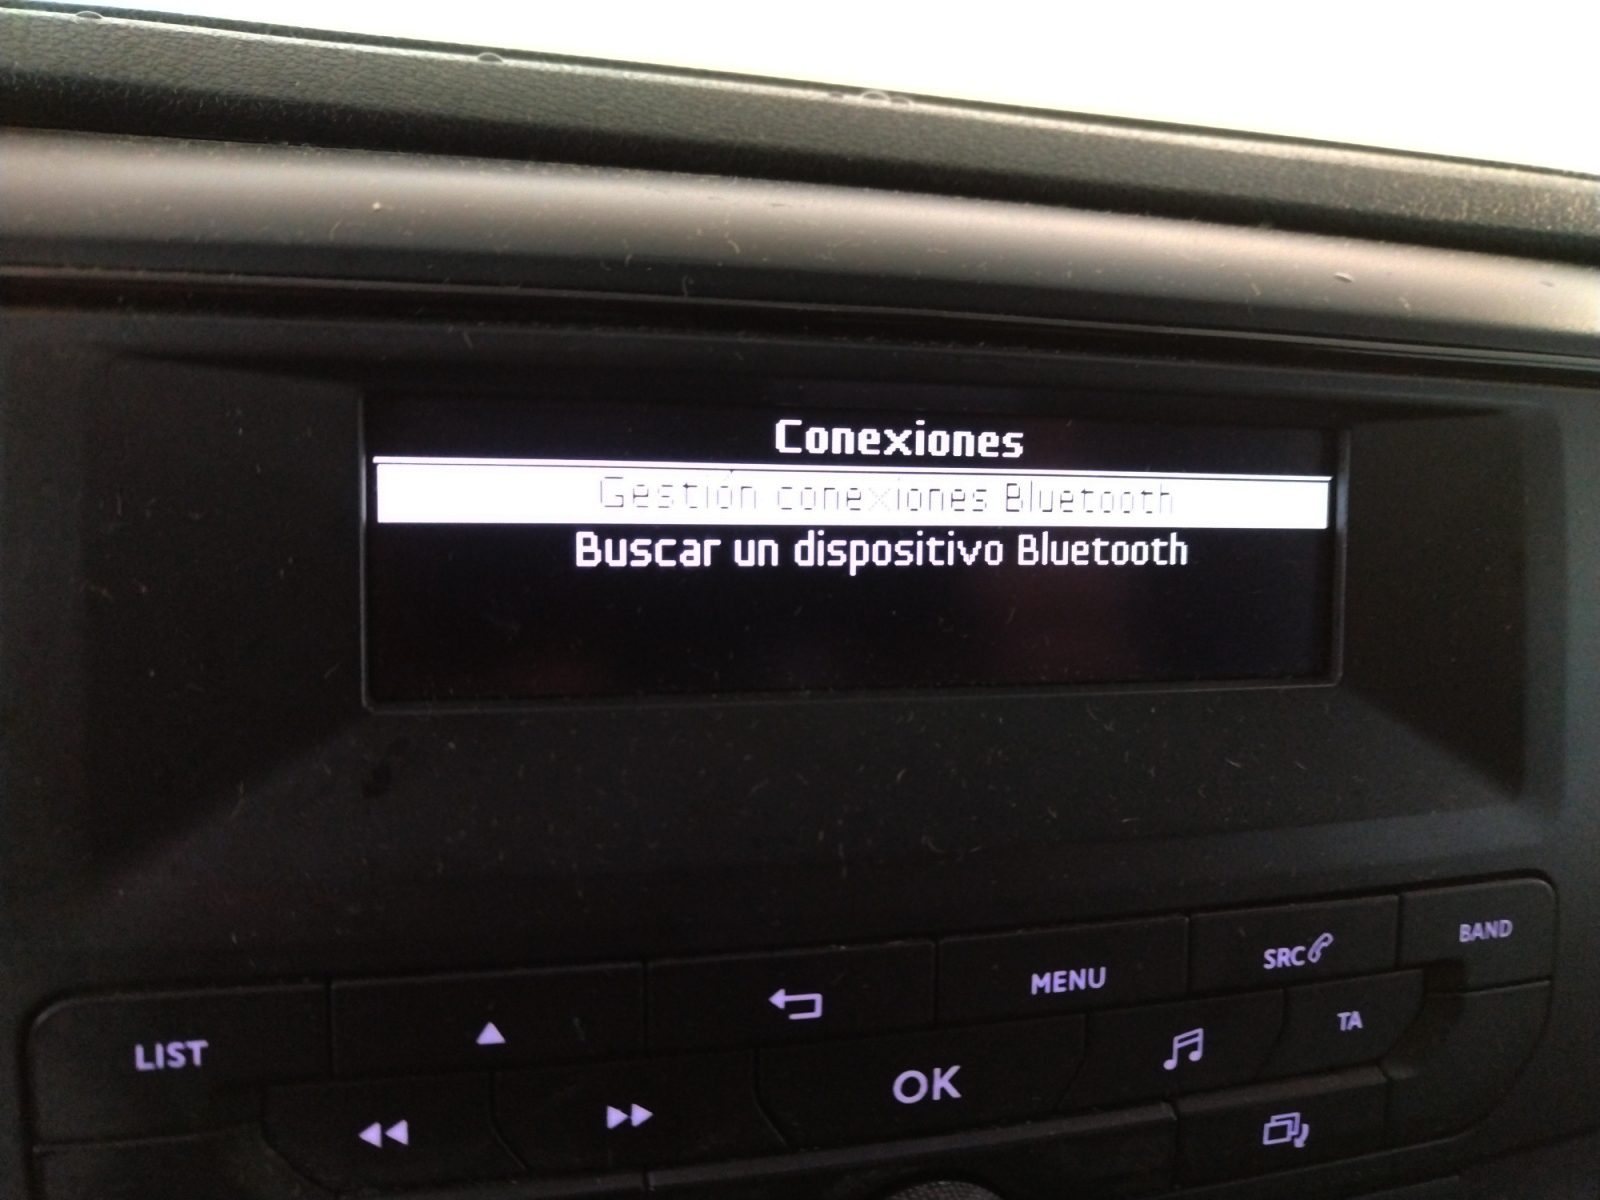 Conexiones
Gestión conexiones Bluetooth
Buscar un dispositivo Bluetooth
LIST
MENU
SRC
BAND
OK
TA